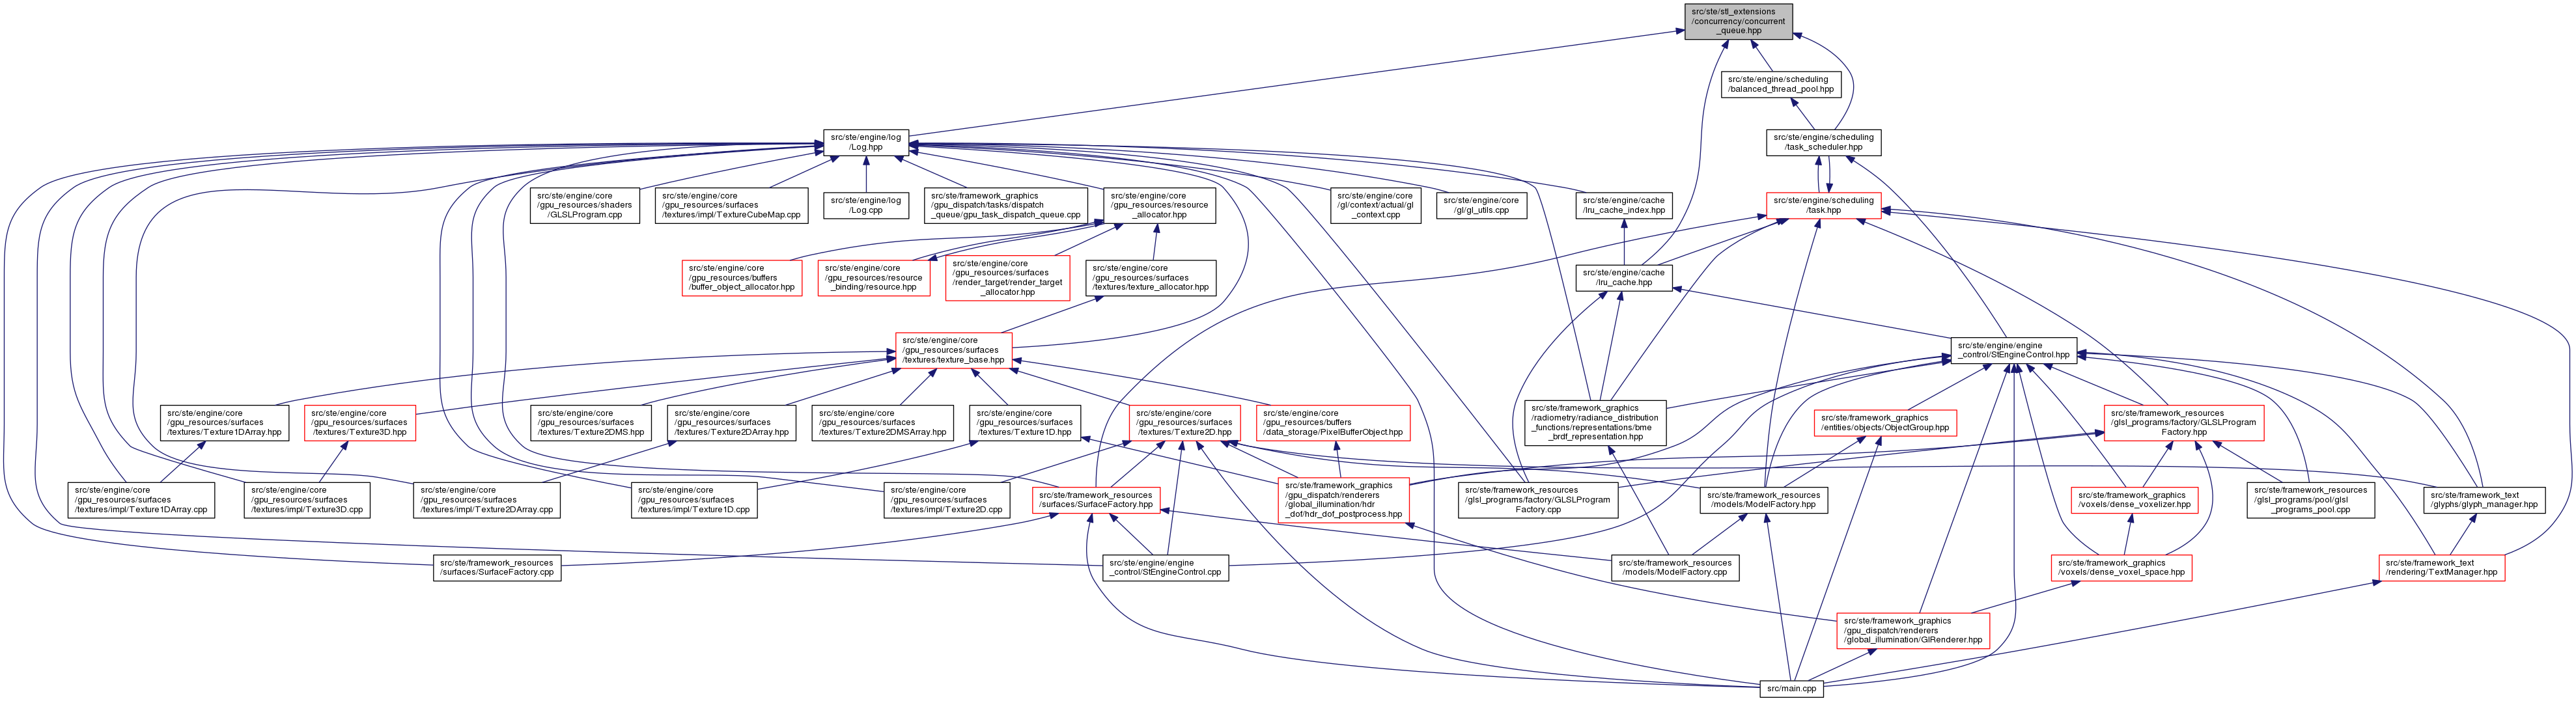 src/ste/stl_extensions
/concurrency/concurrent
_queue.hpp
src/ste/engine/scheduling
/balanced_thread_pool.hpp
src/ste/engine/log
/Log.hpp
src/ste/engine/scheduling
/task_scheduler.hpp
src/ste/engine/core
/gpu_resources/shaders
/GLSLProgram.cpp
src/ste/engine/core
/gpu_resources/surfaces
/textures/impl/TextureCubeMap.cpp
src/ste/engine/log
/Log.cpp
src/ste/framework_graphics
/gpu_dispatch/tasks/dispatch
_queue/gpu_task_dispatch_queue.cpp
src/ste/engine/core
/gpu_resources/resource
_allocator.hpp
src/ste/engine/core
/gl/context/actual/gl
_context.cpp
src/ste/engine/core
/gl/gl_utils.cpp
src/ste/engine/cache
/lru_cache_index.hpp
src/ste/engine/scheduling
/task.hpp
src/ste/engine/core
/gpu_resources/buffers
/buffer_object_allocator.hpp
src/ste/engine/core
/gpu_resources/resource
_binding/resource.hpp
src/ste/engine/core
/gpu_resources/surfaces
/render_target/render_target
_allocator.hpp
src/ste/engine/core
/gpu_resources/surfaces
/textures/texture_allocator.hpp
src/ste/engine/cache
/lru_cache.hpp
src/ste/engine/core
/gpu_resources/surfaces
/textures/texture_base.hpp
src/ste/engine/engine
_control/StEngineControl.hpp
src/ste/engine/core
/gpu_resources/surfaces
/textures/Texture1DArray.hpp
src/ste/engine/core
/gpu_resources/surfaces
/textures/Texture3D.hpp
src/ste/engine/core
/gpu_resources/surfaces
/textures/Texture2DMS.hpp
src/ste/engine/core
/gpu_resources/surfaces
/textures/Texture2DArray.hpp
src/ste/engine/core
/gpu_resources/surfaces
/textures/Texture2DMSArray.hpp
src/ste/engine/core
/gpu_resources/surfaces
/textures/Texture1D.hpp
src/ste/engine/core
/gpu_resources/surfaces
/textures/Texture2D.hpp
src/ste/engine/core
/gpu_resources/buffers
/data_storage/PixelBufferObject.hpp
src/ste/framework_graphics
/radiometry/radiance_distribution
_functions/representations/bme
_brdf_representation.hpp
src/ste/framework_graphics
/entities/objects/ObjectGroup.hpp
src/ste/framework_resources
/glsl_programs/factory/GLSLProgram
Factory.hpp
src/ste/engine/core
/gpu_resources/surfaces
/textures/impl/Texture1DArray.cpp
src/ste/engine/core
/gpu_resources/surfaces
/textures/impl/Texture3D.cpp
src/ste/engine/core
/gpu_resources/surfaces
/textures/impl/Texture2DArray.cpp
src/ste/engine/core
/gpu_resources/surfaces
/textures/impl/Texture1D.cpp
src/ste/engine/core
/gpu_resources/surfaces
/textures/impl/Texture2D.cpp
src/ste/framework_resources
/surfaces/SurfaceFactory.hpp
src/ste/framework_graphics
/gpu_dispatch/renderers
/global_illumination/hdr
_dof/hdr_dof_postprocess.hpp
src/ste/framework_resources
/glsl_programs/factory/GLSLProgram
Factory.cpp
src/ste/framework_resources
/models/ModelFactory.hpp
src/ste/framework_graphics
/voxels/dense_voxelizer.hpp
src/ste/framework_resources
/glsl_programs/pool/glsl
_programs_pool.cpp
src/ste/framework_text
/glyphs/glyph_manager.hpp
src/ste/framework_resources
/surfaces/SurfaceFactory.cpp
src/ste/engine/engine
_control/StEngineControl.cpp
src/ste/framework_resources
/models/ModelFactory.cpp
src/ste/framework_graphics
/voxels/dense_voxel_space.hpp
src/ste/framework_text
/rendering/TextManager.hpp
src/ste/framework_graphics
/gpu_dispatch/renderers
/global_illumination/GIRenderer.hpp
src/main.cpp